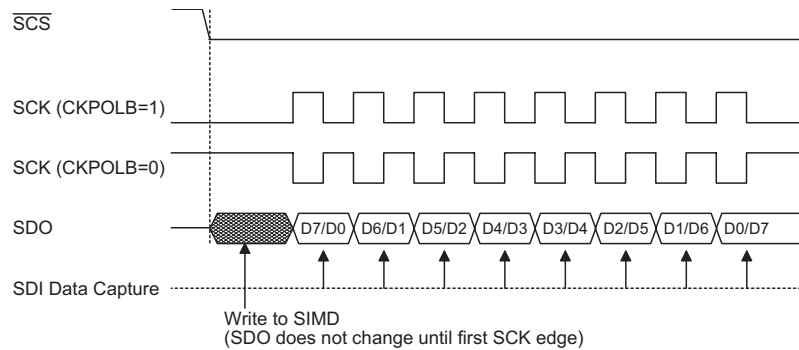 SCS
SCK (CKPOLB=1)
SCK (CKPOLB=0)
SDO
D7/D0 D6/D1 D5/D2 D4/D3 D3/D4 D2/D5 D1/D6 D0/D7
SDI Data Capture
Write to SIMD
(SDO does not change until first SCK edge)